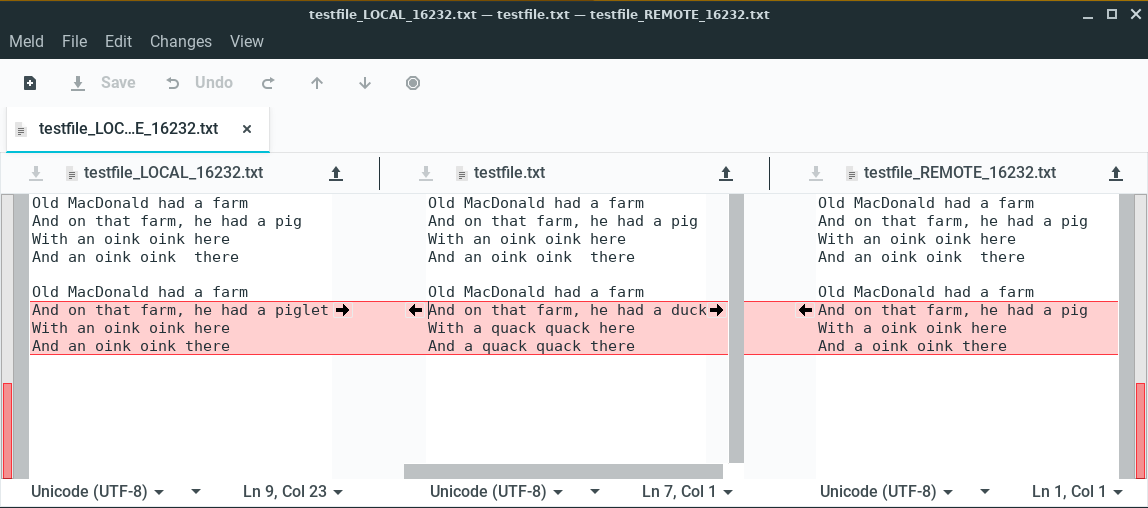 testfile_LOCAL_16232.txt — testfile.txt — testfile_REMOTE_16232.txt
Meld File Edit Changes View
Save Undo
testfile_LOC...E_16232.txt
testfile_LOCAL_16232.txt
Old MacDonald had a farm
And on that farm, he had a pig
With an oink oink here
And an oink oink  there
Old MacDonald had a farm
And on that farm, he had a piglet
With an oink oink here
And an oink oink there
Unicode (UTF-8) Ln 9, Col 23
testfile.txt
Old MacDonald had a farm
And on that farm, he had a pig
With an oink oink here
And an oink oink  there
Old MacDonald had a farm
And on that farm, he had a duck
With a quack quack here
And a quack quack there
Unicode (UTF-8) Ln 7, Col 1
testfile_REMOTE_16232.txt
Old MacDonald had a farm
And on that farm, he had a pig
With an oink oink here
And an oink oink  there
Old MacDonald had a farm
And on that farm, he had a pig
With a oink oink here
And a oink oink there
Unicode (UTF-8) Ln 1, Col 1